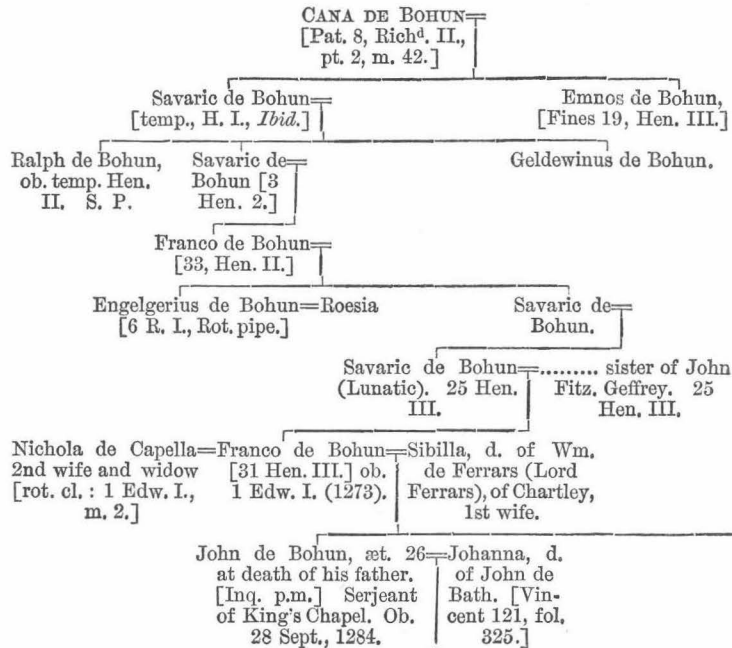 CANA DE BOHUN
[Pat. 8, Richd. II.,
pt. 2, m. 42.]
Savaric de Bohun
[temp., H. I., Ibid.]
Emnos de Bohun,
[Fines 19, Hen. III.]
Ralph de Bohun,
ob. temp. Hen.
II. S. P.
Savaric de
Bohun [3
Hen. 2.]
Geldewinus de Bohun.
Franco de Bohun
[33, Hen. II.]
Engelgerius de Bohun=Roesia
[6 R. I., Rot. pipe.]
Savaric de
Bohun.
Savaric de Bohun
(Lunatic). 25 Hen.
III.
......... sister of John
Fitz. Geffrey. 25
Hen. III.
Nichola de Capella=
2nd wife and widow
[rot. cl. : 1 Edw. I.,
m. 2.]
Franco de Bohun
[31 Hen. III.] ob.
1 Edw. I. (1273).
Sibilla, d. of Wm.
de Ferrars (Lord
Ferrars), of Chartley,
1st wife.
John de Bohun, æt. 26
at death of his father.
[Inq. p.m.] Serjeant
of King's Chapel. Ob.
28 Sept., 1284.
Johanna, d.
of John de
Bath. [Vin-
cent 121, fol.
325.]